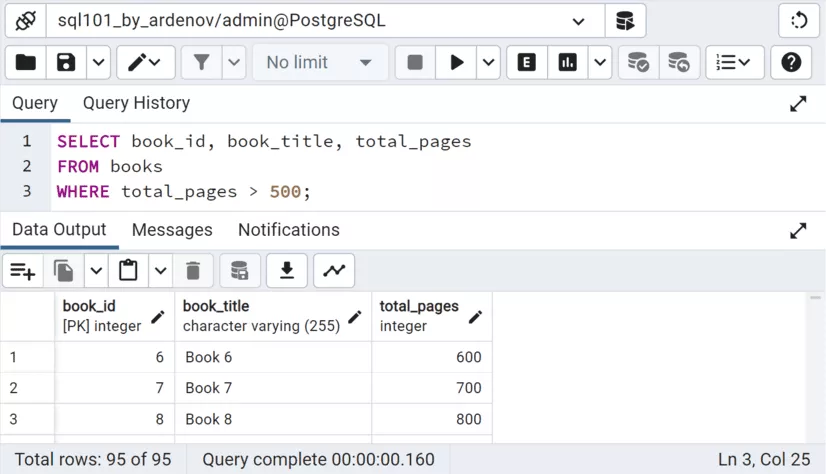 sql101_by_ardenov/admin@PostgreSQL
No limit
E
Query Query History
1 SELECT book_id, book_title, total_pages
2 FROM books
3 WHERE total_pages > 500;
Data Output Messages Notifications
book_id book_title total_pages
[PK] integer character varying (255) integer
1 6 Book 6 600
2 7 Book 7 700
3 8 Book 8 800
Total rows: 95 of 95 Query complete 00:00:00.160 Ln 3, Col 25